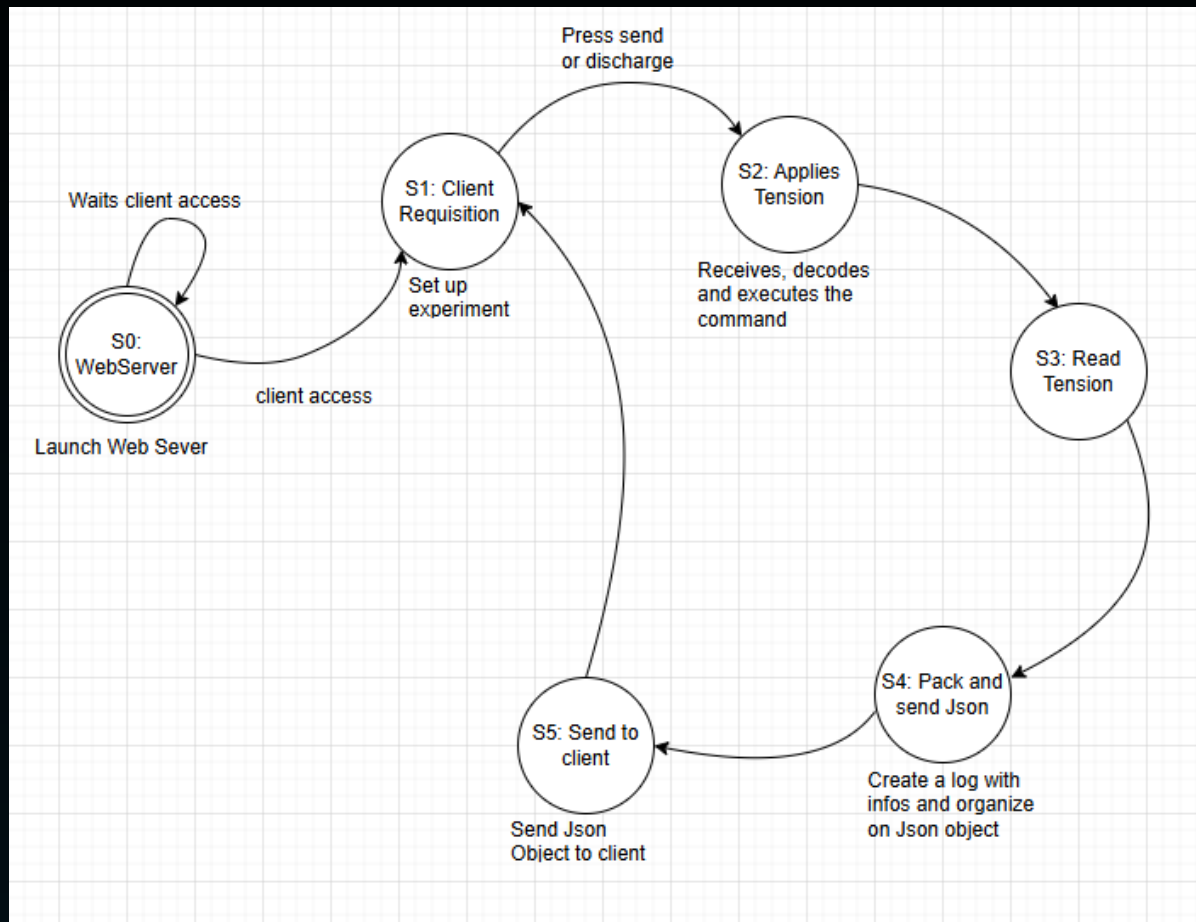 Press send
or discharge
S1: Client
Requisition
S2: Applies
Tension
Waits client access
Set up
experiment
Receives, decodes
and executes the
command
S0:
WebServer
client access
Launch Web Sever
S3: Read
Tension
S4: Pack and
send Json
S5: Send to
client
Create a log with
infos and organize
on Json object
Send Json
Object to client